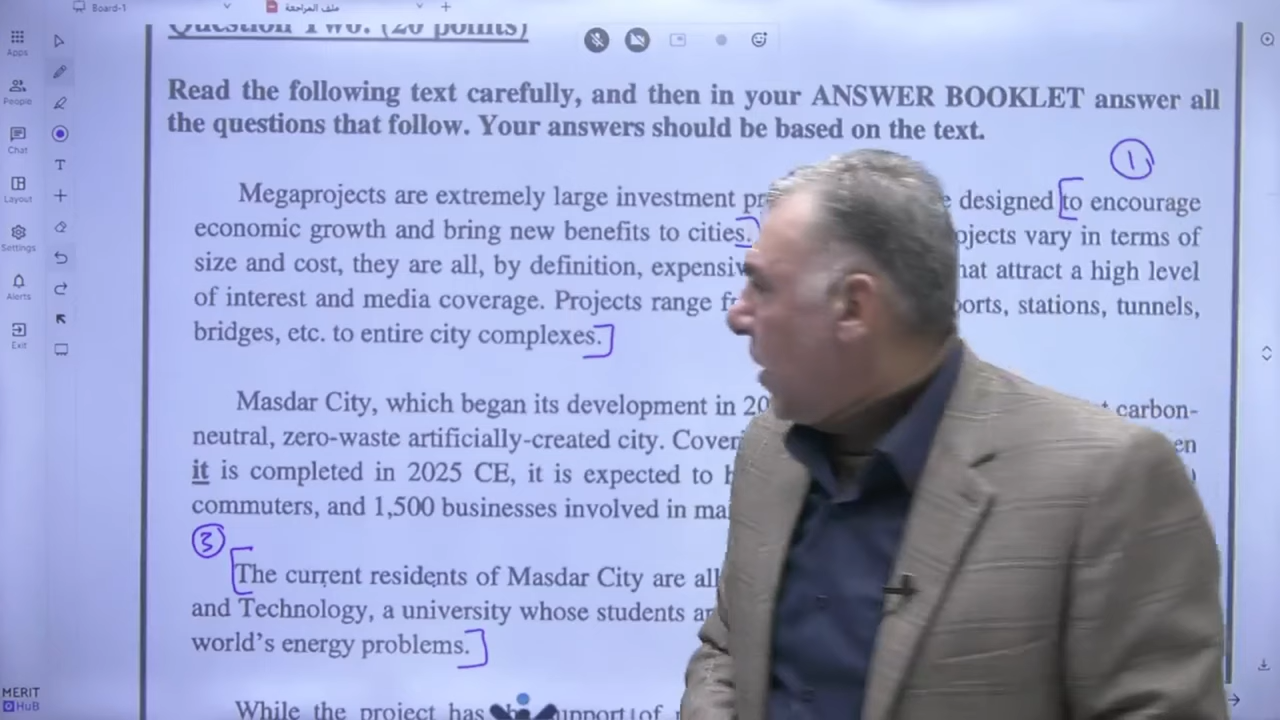 Board-1
ملف المراجعة
Question Two: (20 points)
Apps
People
Chat
Layout
Settings
Alerts
Exit
Read the following text carefully, and then in your ANSWER BOOKLET answer all
the questions that follow. Your answers should be based on the text.
1
Megaprojects are extremely large investment designed to encourage
economic growth and bring new benefits to cities. vary in terms of
size and cost, they are all, by definition, that attract a high level
of interest and media coverage. Projects range stations, tunnels,
bridges, etc. to entire city complexes.
Masdar City, which began its development in carbon-
neutral, zero-waste artificially-created city.
it is completed in 2025 CE, it is expected to
commuters, and 1,500 businesses involved in
3
The current residents of Masdar City are all
and Technology, a university whose students
world's energy problems.
While the project has the support of
MERIT
HUB